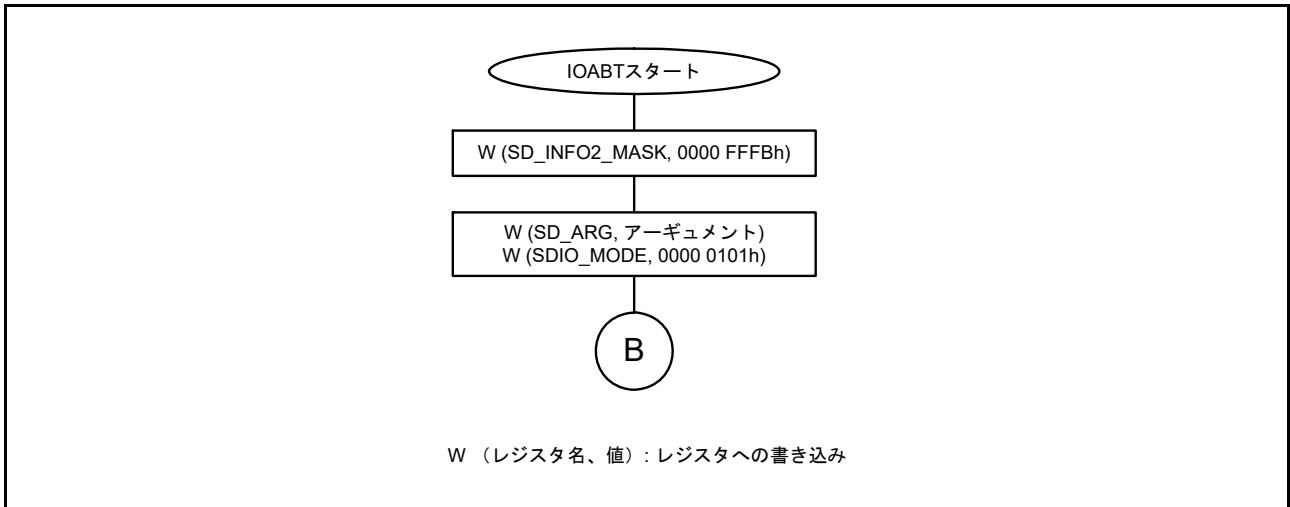 IOABTスタート
W (SD_INFO2_MASK, 0000 FFFBh)
W (SD_ARG, アーギュメント)
W (SDIO_MODE, 0000 0101h)
B
W （レジスタ名、値）: レジスタへの書き込み